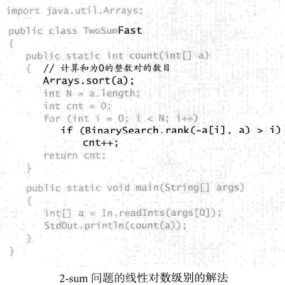 import java.util.Arrays;
public class TwoSumFast
{
public static int count(int[] a)
{ // 计算和为0的整数对的数目
Arrays.sort(a);
int N = a.length;
int cnt = 0;
for (int i = 0; i < N; i++)
if (BinarySearch.rank(-a[i], a) > i)
cnt++;
return cnt;
}
public static void main(String[] args)
{
int[] a = In.readInts(args[0]);
StdOut.println(count(a));
}
}
2-sum 问题的线性对数级别的解法